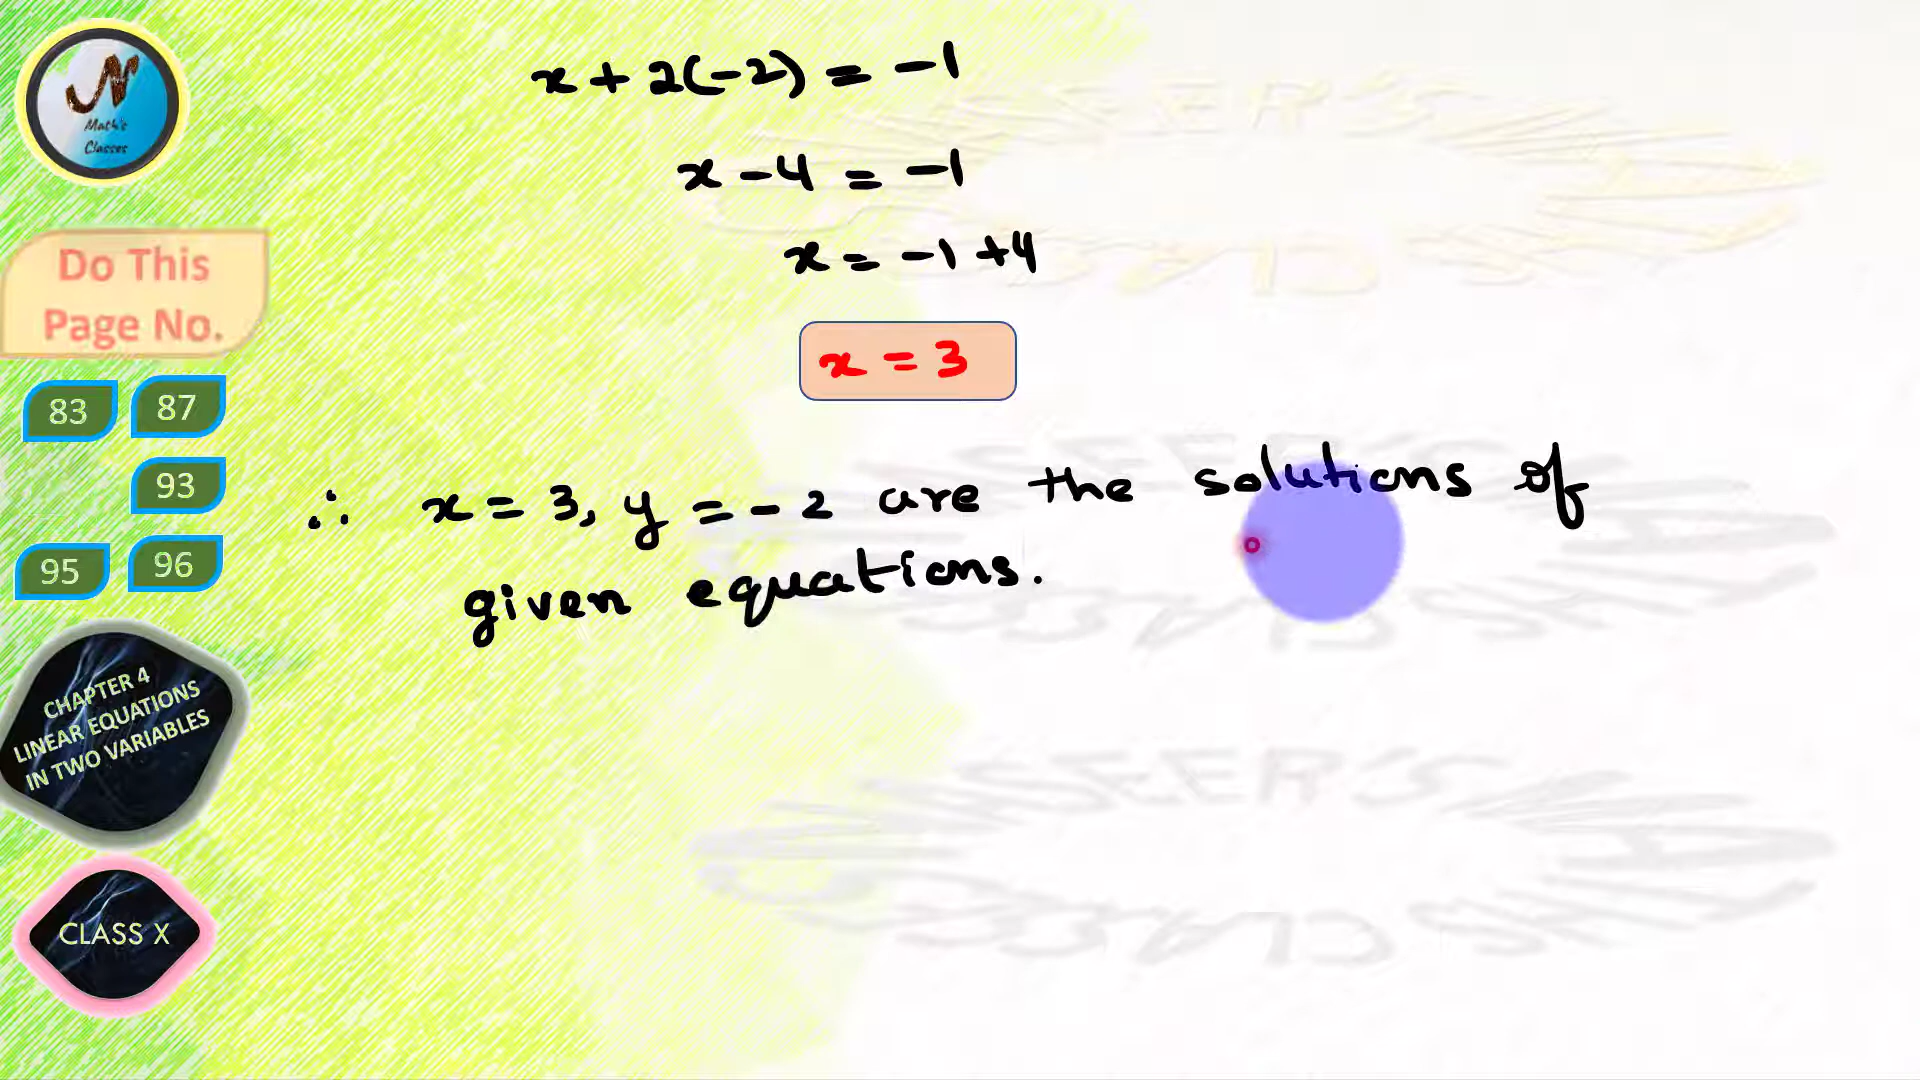 N
Math's
Classes
x + 2(-2) = -1
x - 4 = -1
x = -1 + 4
x = 3
∴ x = 3, y = -2 are the solutions of
given equations.
Do This
Page No.
83 87
93
95 96
CHAPTER 4
LINEAR EQUATIONS
IN TWO VARIABLES
CLASS X